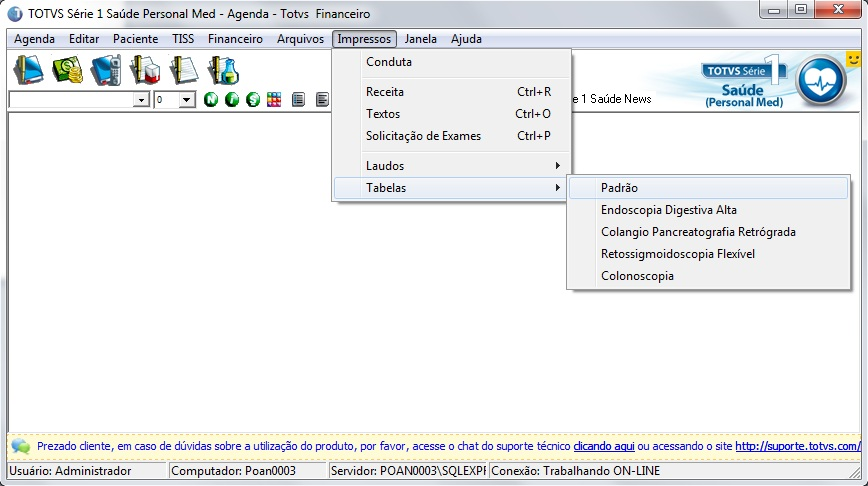 TOTVS Série 1 Saúde Personal Med - Agenda - Totvs Financeiro
Agenda Editar Paciente TISS Financeiro Arquivos Impressos Janela Ajuda
Conduta
Receita Ctrl+R
Textos Ctrl+O
Solicitação de Exames Ctrl+P
Laudos
Tabelas
Padrão
Endoscopia Digestiva Alta
Colangio Pancreatografia Retrógrada
Retossigmoidoscopia Flexível
Colonoscopia
0
N
S
e 1 Saúde News
TOTVS Série 1
Saúde
(Personal Med)
Prezado cliente, em caso de dúvidas sobre a utilização do produto, por favor, acesse o chat do suporte técnico clicando aqui ou acessando o site http://suporte.totvs.com/
Usuário: Administrador Computador: Poan0003 Servidor: POAN0003\SQLEXPR Conexão: Trabalhando ON-LINE